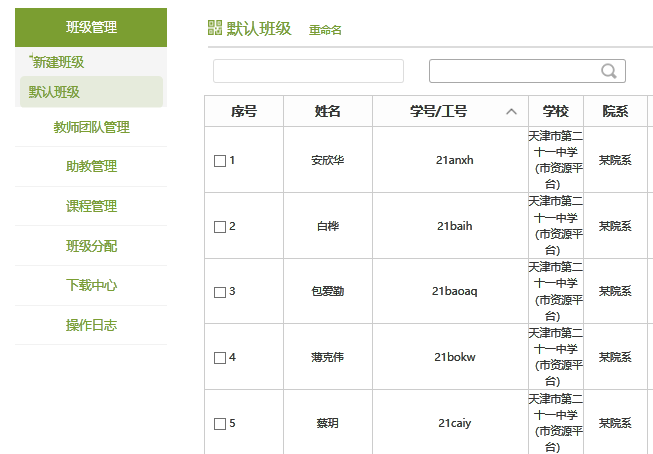 班级管理
新建班级
默认班级
教师团队管理
助教管理
课程管理
班级分配
下载中心
操作日志
默认班级 重命名
序号 姓名 学号/工号 学校 院系
1 安欣华 21anxh 天津市第二十一中学(市资源平台) 某院系
2 白桦 21baih 天津市第二十一中学(市资源平台) 某院系
3 包爱勤 21baoaq 天津市第二十一中学(市资源平台) 某院系
4 薄克伟 21bokw 天津市第二十一中学(市资源平台) 某院系
5 蔡玥 21caiy 天津市第二十一中学(市资源平台) 某院系